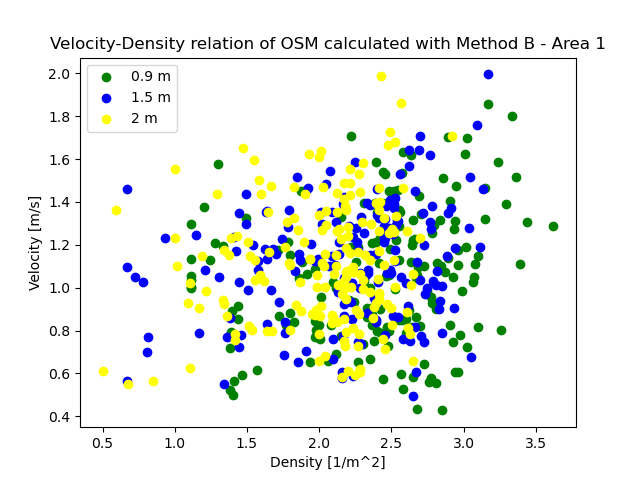 Velocity-Density relation of OSM calculated with Method B - Area 1
0.9 m
1.5 m
2 m
Velocity [m/s]
2.0
1.8
1.6
1.4
1.2
1.0
0.8
0.6
0.4
0.5 1.0 1.5 2.0 2.5 3.0 3.5
Density [1/m^2]